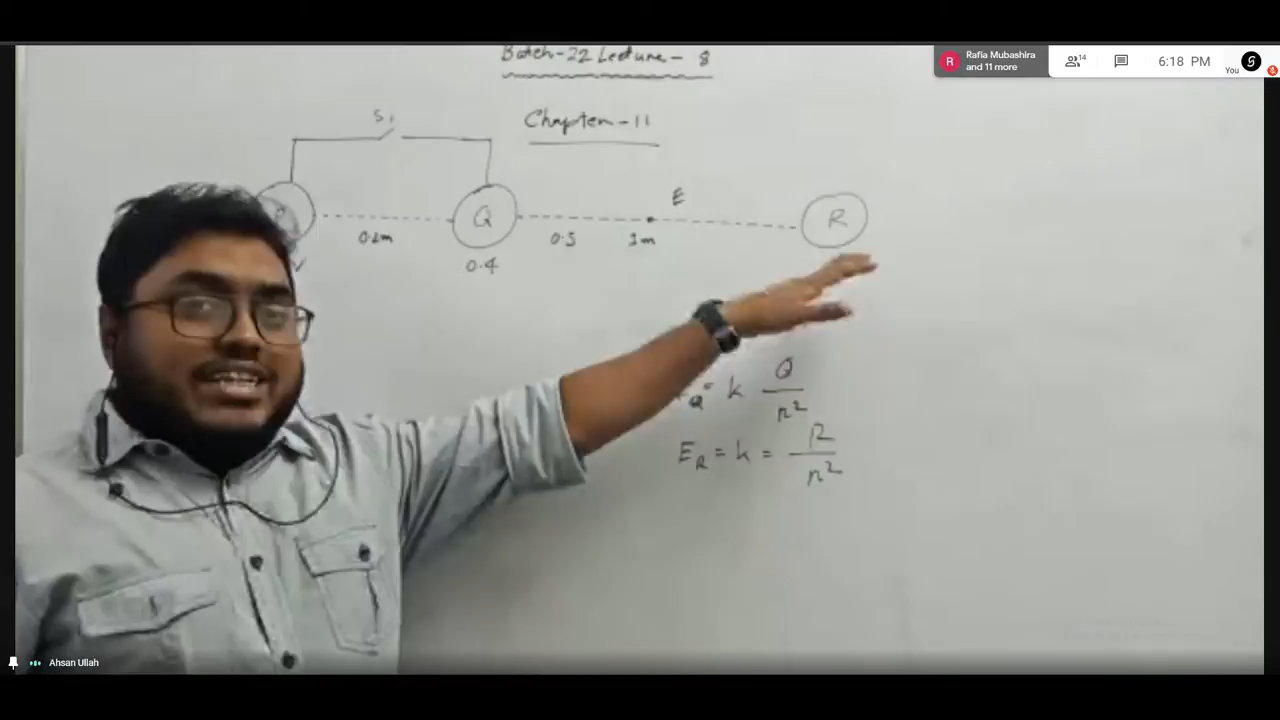 Batch-22 Lecture - 8
Rafia Mubashira
and 11 more
R
14
6:18 PM
You
Chapter-11
S1
E
Q
R
0.2m
0.5
1m
0.4
Q = k Q/r²
E_R = k = R/r²
Ahsan Ullah